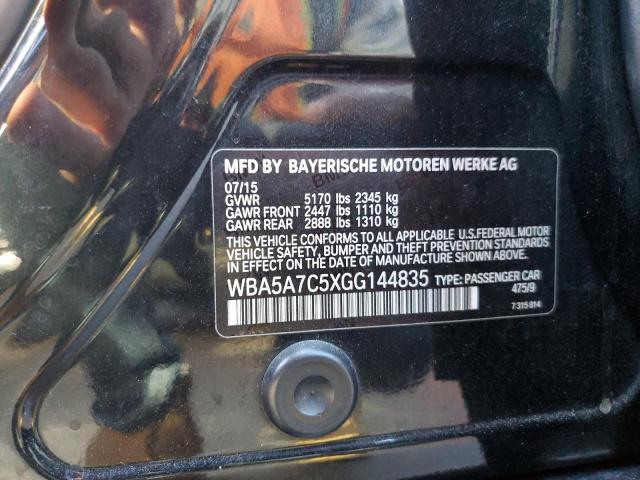 MFD BY BAYERISCHE MOTOREN WERKE AG
07/15
GVWR 5170 lbs 2345 kg
GAWR FRONT 2447 lbs 1110 kg
GAWR REAR 2888 lbs 1310 kg
THIS VEHICLE CONFORMS TO ALL APPLICABLE U.S.FEDERAL MOTOR
VEHICLE SAFETY, BUMPER, AND THEFT PREVENTION STANDARDS
IN EFFECT ON THE DATE OF MANUFACTURE SHOWN ABOVE.
WBA5A7C5XGG144835 TYPE: PASSENGER CAR
475/9
7 315 814